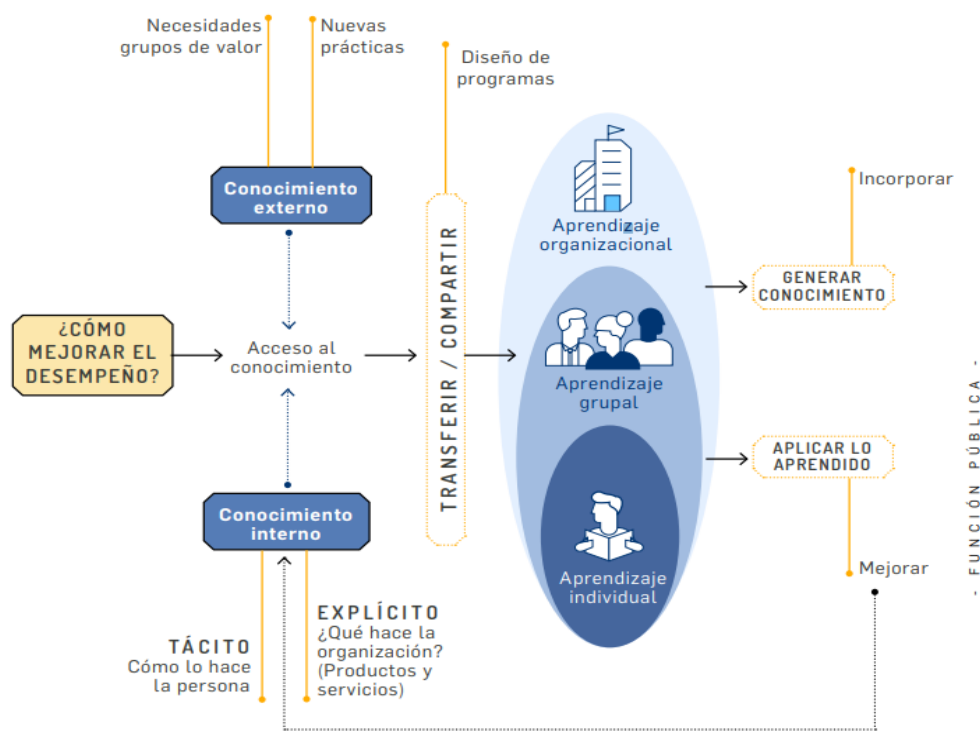 Necesidades
grupos de valor
Nuevas
prácticas
Diseño de
programas
Conocimiento
externo
¿CÓMO
MEJORAR EL
DESEMPEÑO?
Acceso al
conocimiento
Conocimiento
interno
TÁCITO
Cómo lo hace
la persona
EXPLÍCITO
¿Qué hace la
organización?
(Productos y
servicios)
TRANSFERIR / COMPARTIR
Aprendizaje
organizacional
Aprendizaje
grupal
Aprendizaje
individual
Incorporar
GENERAR
CONOCIMIENTO
APLICAR LO
APRENDIDO
Mejorar
- FUNCIÓN PÚBLICA -